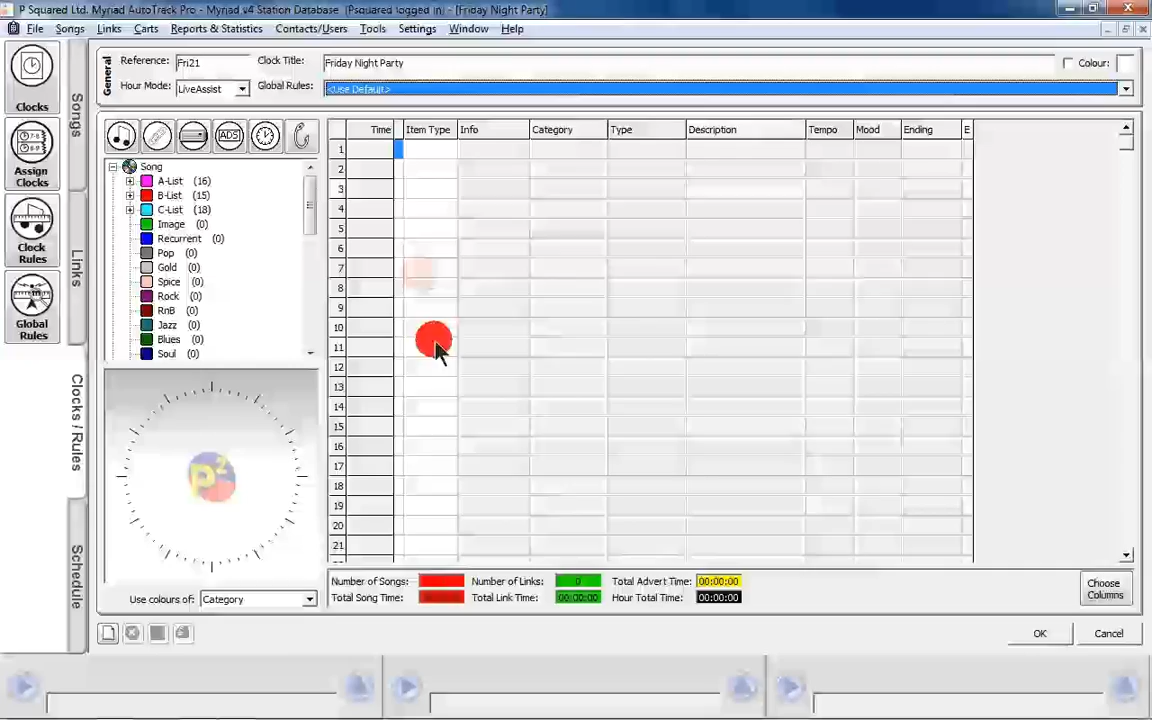 P Squared Ltd. Myriad AutoTrack Pro - Myriad v4 Station Database (Psquared logged in) - [Friday Night Party]
File Songs Links Carts Reports & Statistics Contacts/Users Tools Settings Window Help
General
Reference: Fri21 Clock Title: Friday Night Party Colour:
Hour Mode: LiveAssist Global Rules: <Use Default>
Clocks
Assign Clocks
Clock Rules
Global Rules
Songs
Links
Clocks / Rules
Schedule
ADS
Song
A-List (16)
B-List (15)
C-List (18)
Image (0)
Recurrent (0)
Pop (0)
Gold (0)
Spice (0)
Rock (0)
RnB (0)
Jazz (0)
Blues (0)
Soul (0)
P2
Use colours of: Category
Time Item Type Info Category Type Description Tempo Mood Ending E
1
2
3
4
5
6
7
8
9
10
11
12
13
14
15
16
17
18
19
20
21
Number of Songs: Number of Links: 0 Total Advert Time: 00:00:00
Total Song Time: Total Link Time: 00:00:00 Hour Total Time: 00:00:00
Choose Columns
OK Cancel